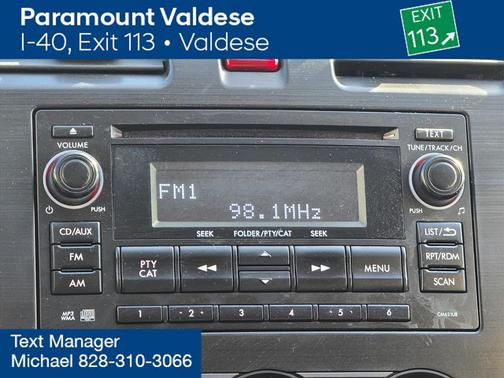 Paramount Valdese
I-40, Exit 113 • Valdese
EXIT
113
VOLUME
TEXT
TUNE/TRACK/CH
FM1
98.1MHz
PUSH
PUSH
CD/AUX
SEEK
FOLDER/PTY/CAT
SEEK
LIST/
FM
PTY
CAT
MENU
RPT/RDM
AM
SCAN
MP3
WMA
1
2
3
4
5
6
Text Manager
Michael 828-310-3066